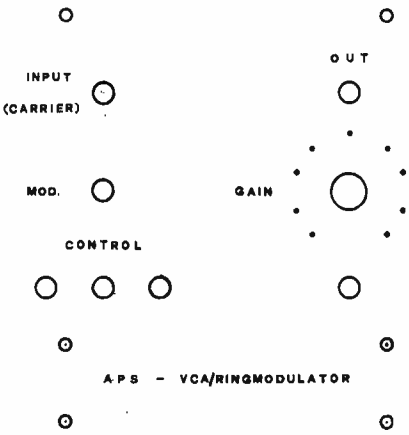 OUT
INPUT
(CARRIER)
MOD.
GAIN
CONTROL
APS - VCA/RINGMODULATOR